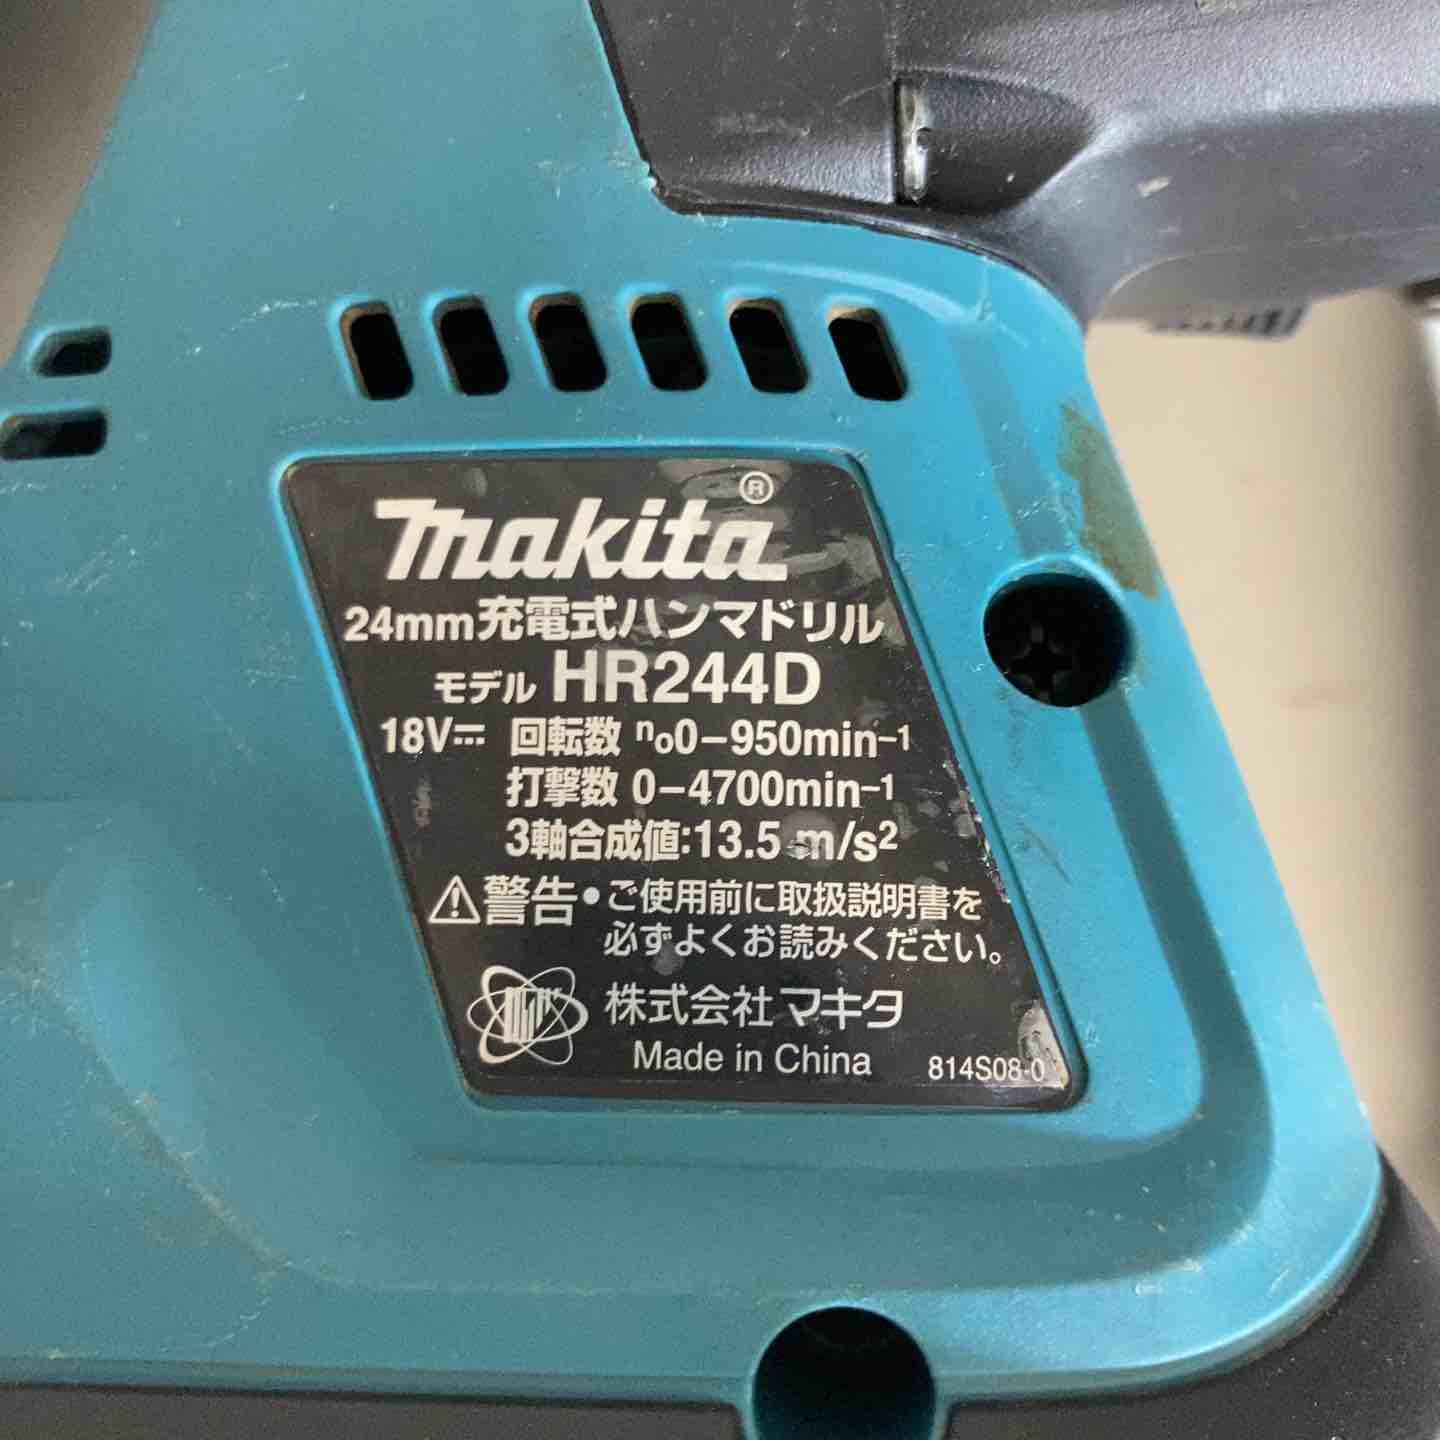 makita®
24mm充電式ハンマドリル
モデル HR244D
18V⎓ 回転数 no0−950min−1
打撃数 0−4700min−1
3軸合成値:13.5 m/s2
⚠警告・ご使用前に取扱説明書を
必ずよくお読みください。
株式会社マキタ
Made in China 814S08-0